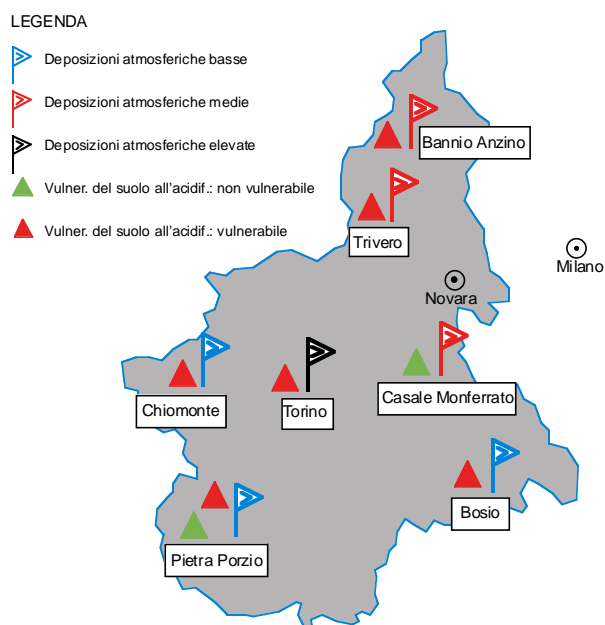 LEGENDA
Deposizioni atmosferiche basse
Deposizioni atmosferiche medie
Deposizioni atmosferiche elevate
Vulner. del suolo all'acidif.: non vulnerabile
Vulner. del suolo all'acidif.: vulnerabile
Bannio Anzino
Trivero
Milano
Novara
Chiomonte
Torino
Casale Monferrato
Bosio
Pietra Porzio